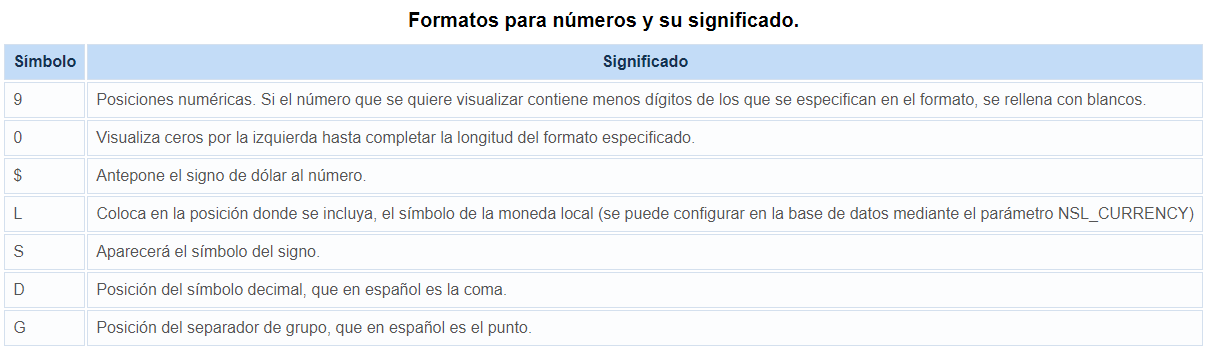 Formatos para números y su significado.
Símbolo Significado
9 Posiciones numéricas. Si el número que se quiere visualizar contiene menos dígitos de los que se especifican en el formato, se rellena con blancos.
0 Visualiza ceros por la izquierda hasta completar la longitud del formato especificado.
$ Antepone el signo de dólar al número.
L Coloca en la posición donde se incluya, el símbolo de la moneda local (se puede configurar en la base de datos mediante el parámetro NSL_CURRENCY)
S Aparecerá el símbolo del signo.
D Posición del símbolo decimal, que en español es la coma.
G Posición del separador de grupo, que en español es el punto.